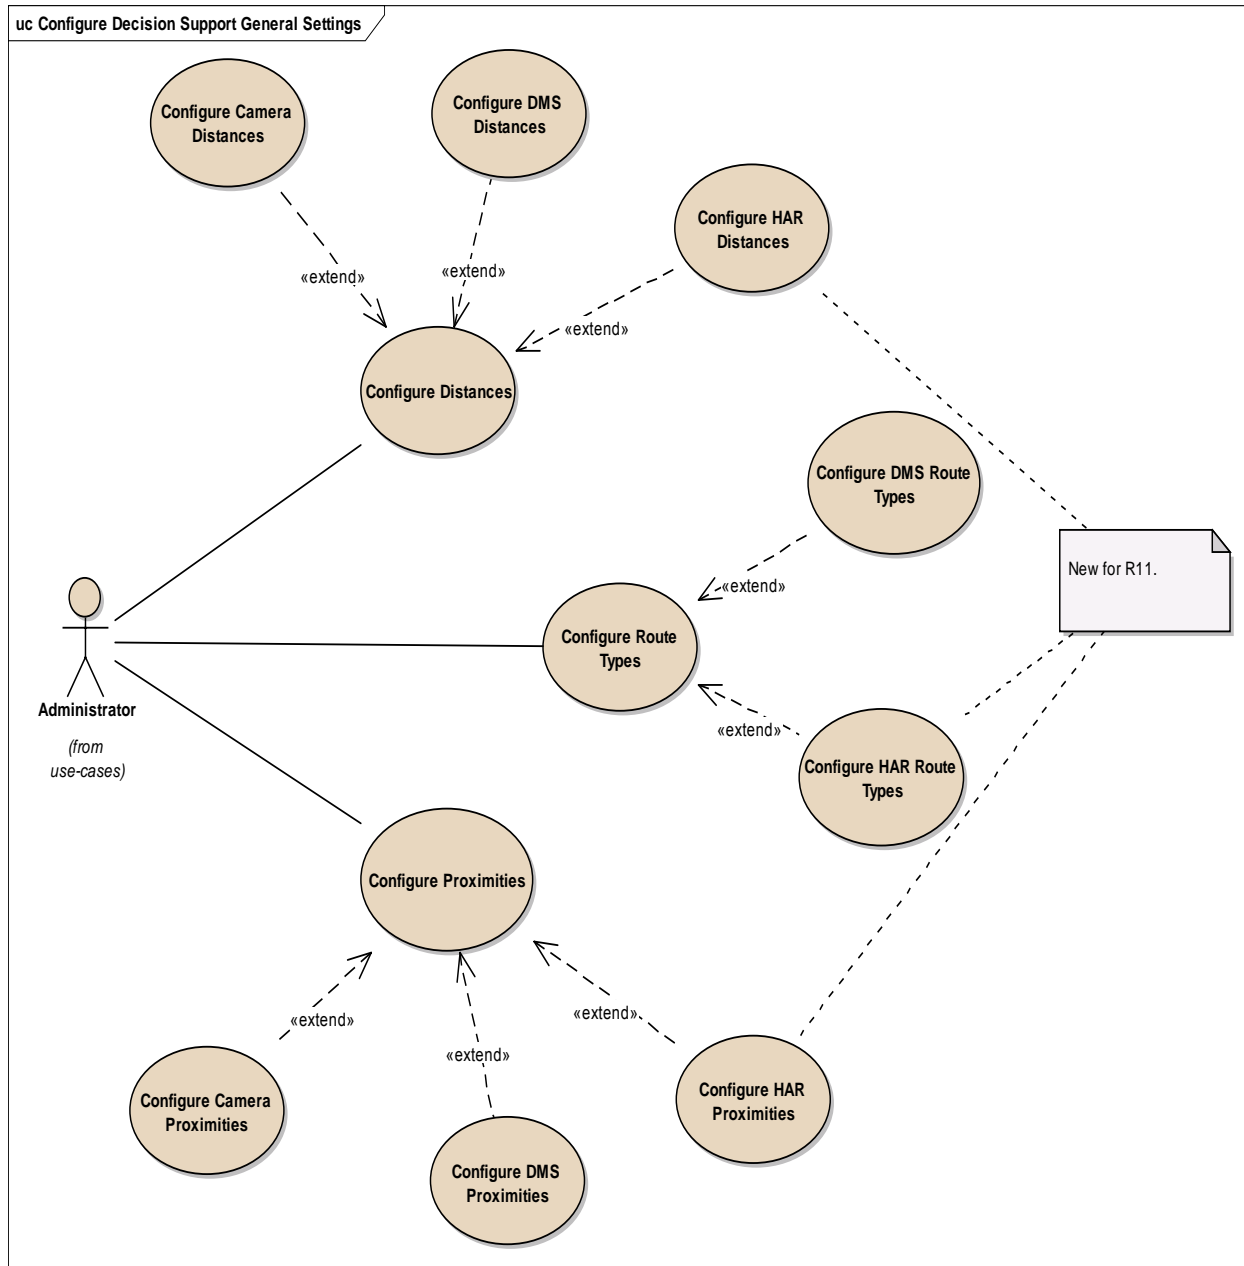 uc Configure Decision Support General Settings
Configure Camera
Distances
Configure DMS
Distances
Configure HAR
Distances
«extend»
«extend»
«extend»
Configure Distances
Configure DMS Route
Types
New for R11.
«extend»
Configure Route
Types
Administrator
(from
use-cases)
«extend»
Configure HAR Route
Types
Configure Proximities
«extend»
«extend»
«extend»
Configure Camera
Proximities
Configure HAR
Proximities
Configure DMS
Proximities